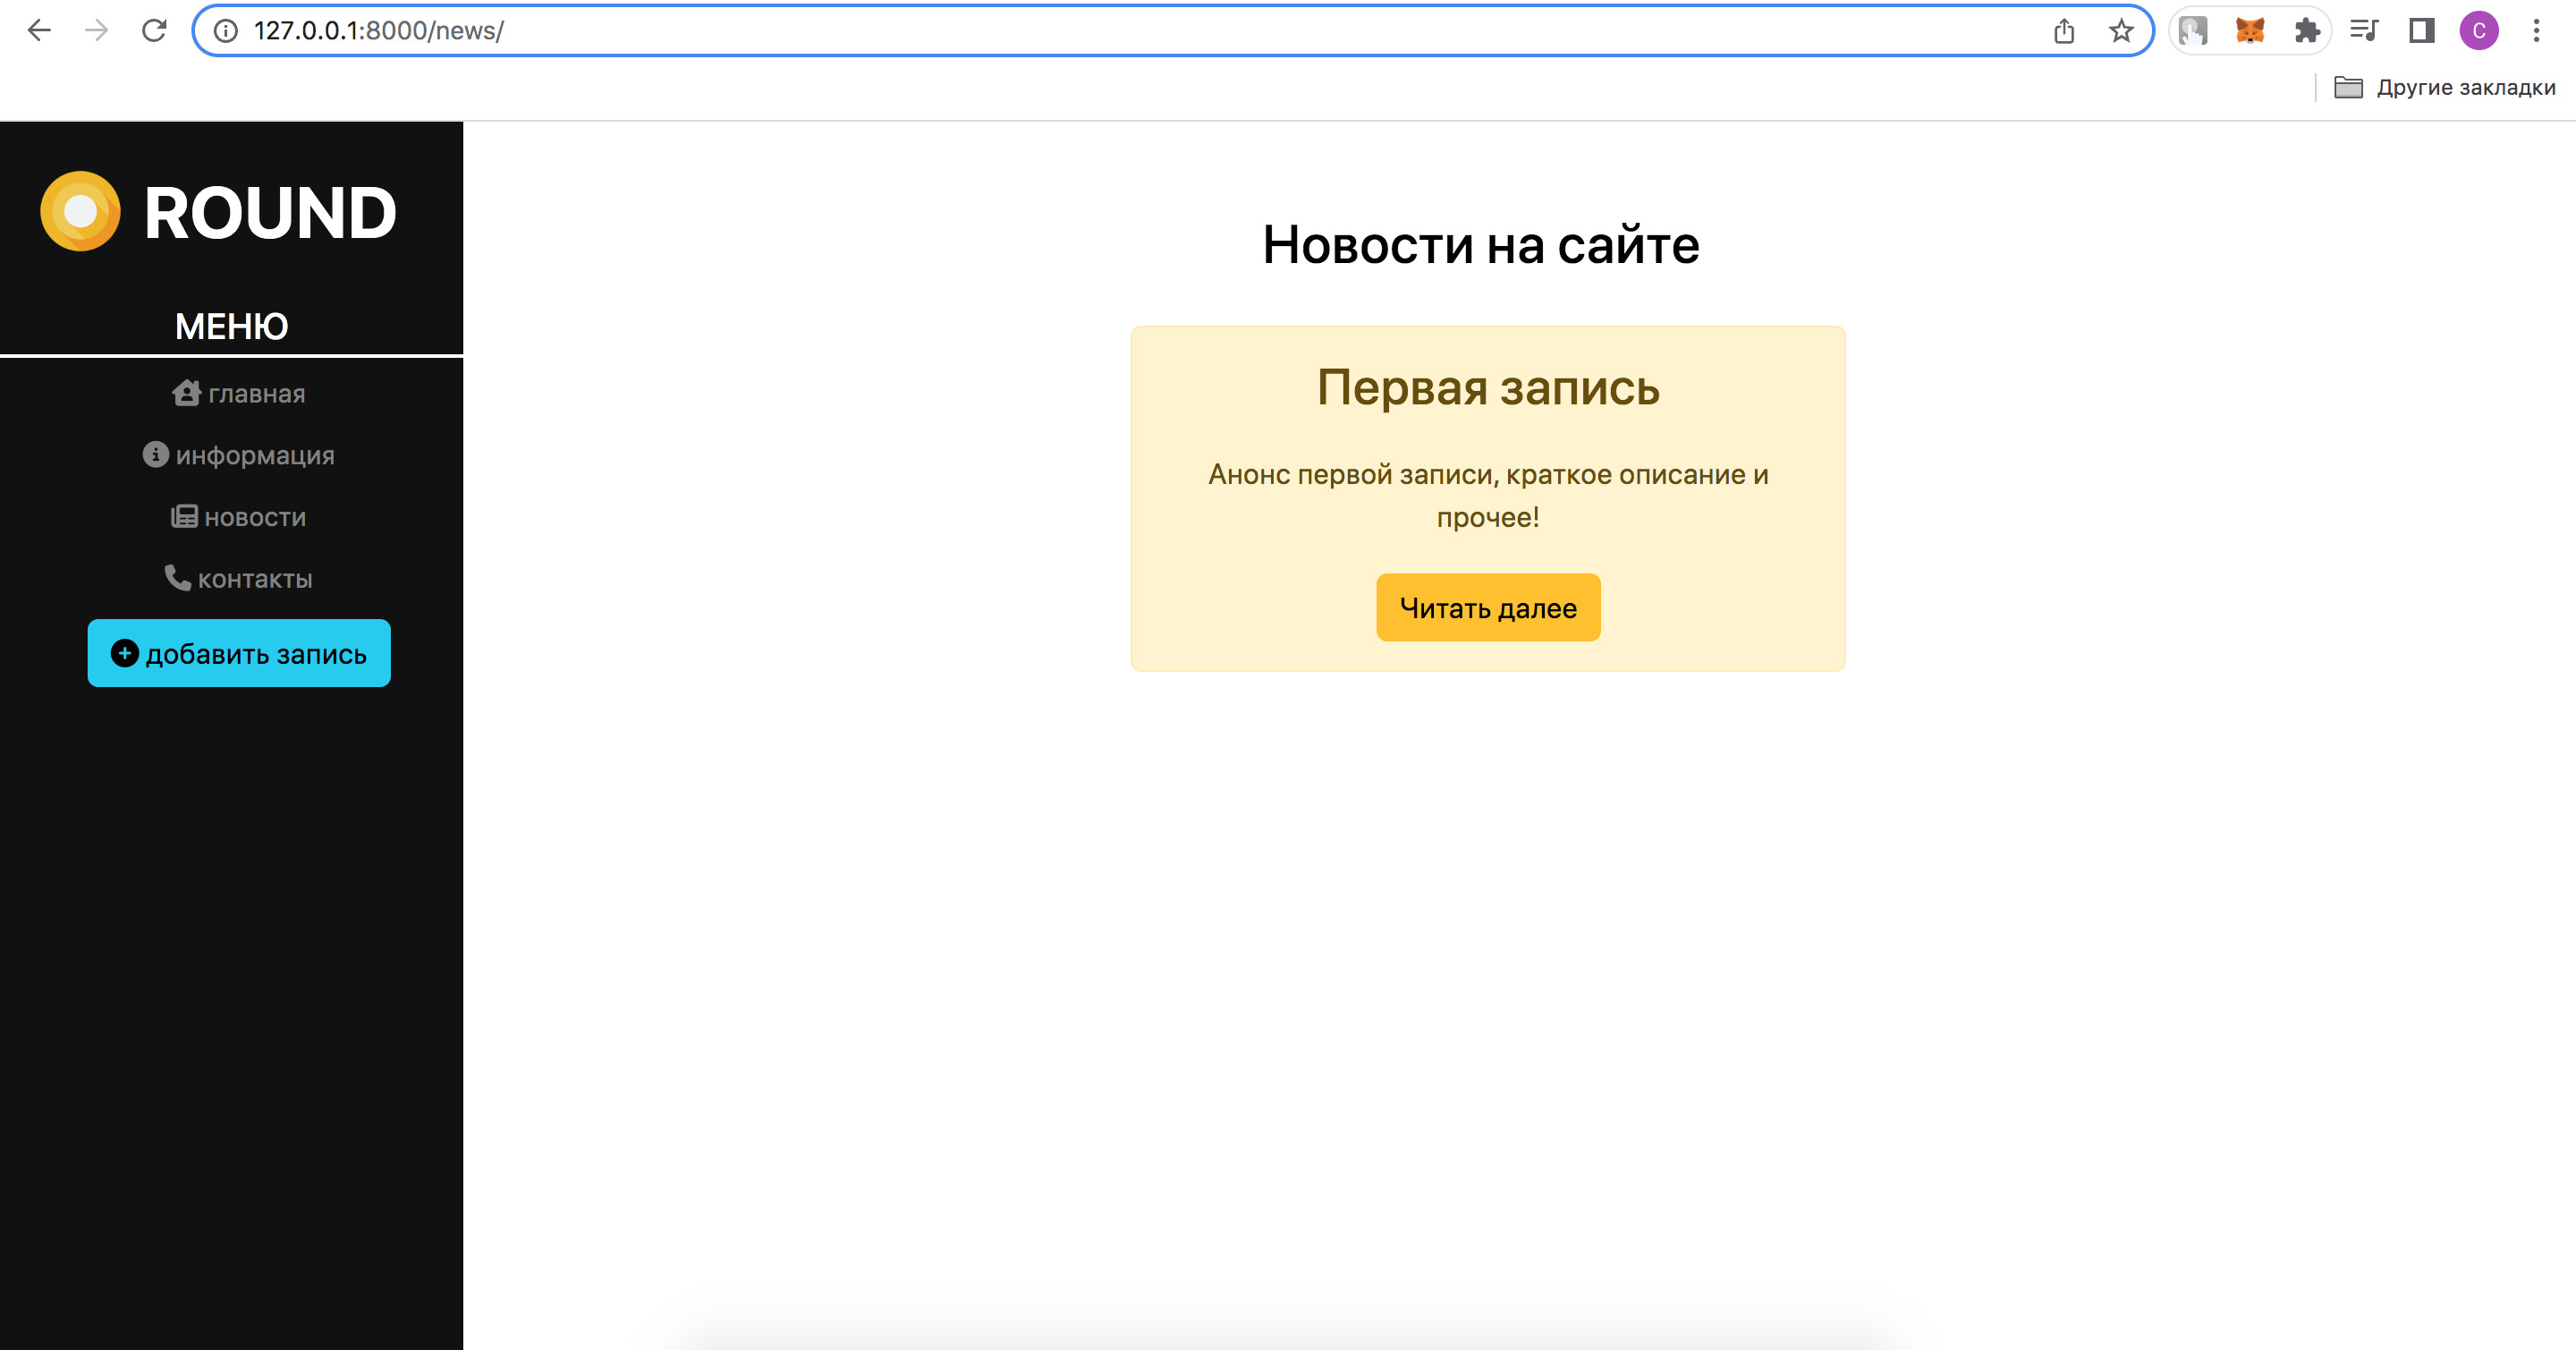 127.0.0.1:8000/news/
C
Другие закладки
ROUND
МЕНЮ
главная
информация
новости
контакты
добавить запись
Новости на сайте
Первая запись
Анонс первой записи, краткое описание и
прочее!
Читать далее